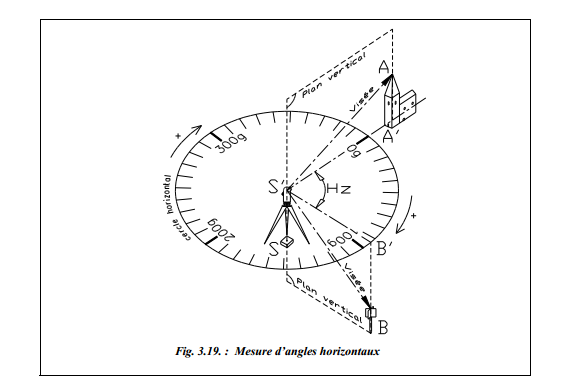 A
Plan vertical
Visée
A'
300g
0g
+
S'
Hz
cercle horizontal
+
200g
100g
S
B'
Visée
Plan vertical
B
Fig. 3.19. : Mesure d'angles horizontaux